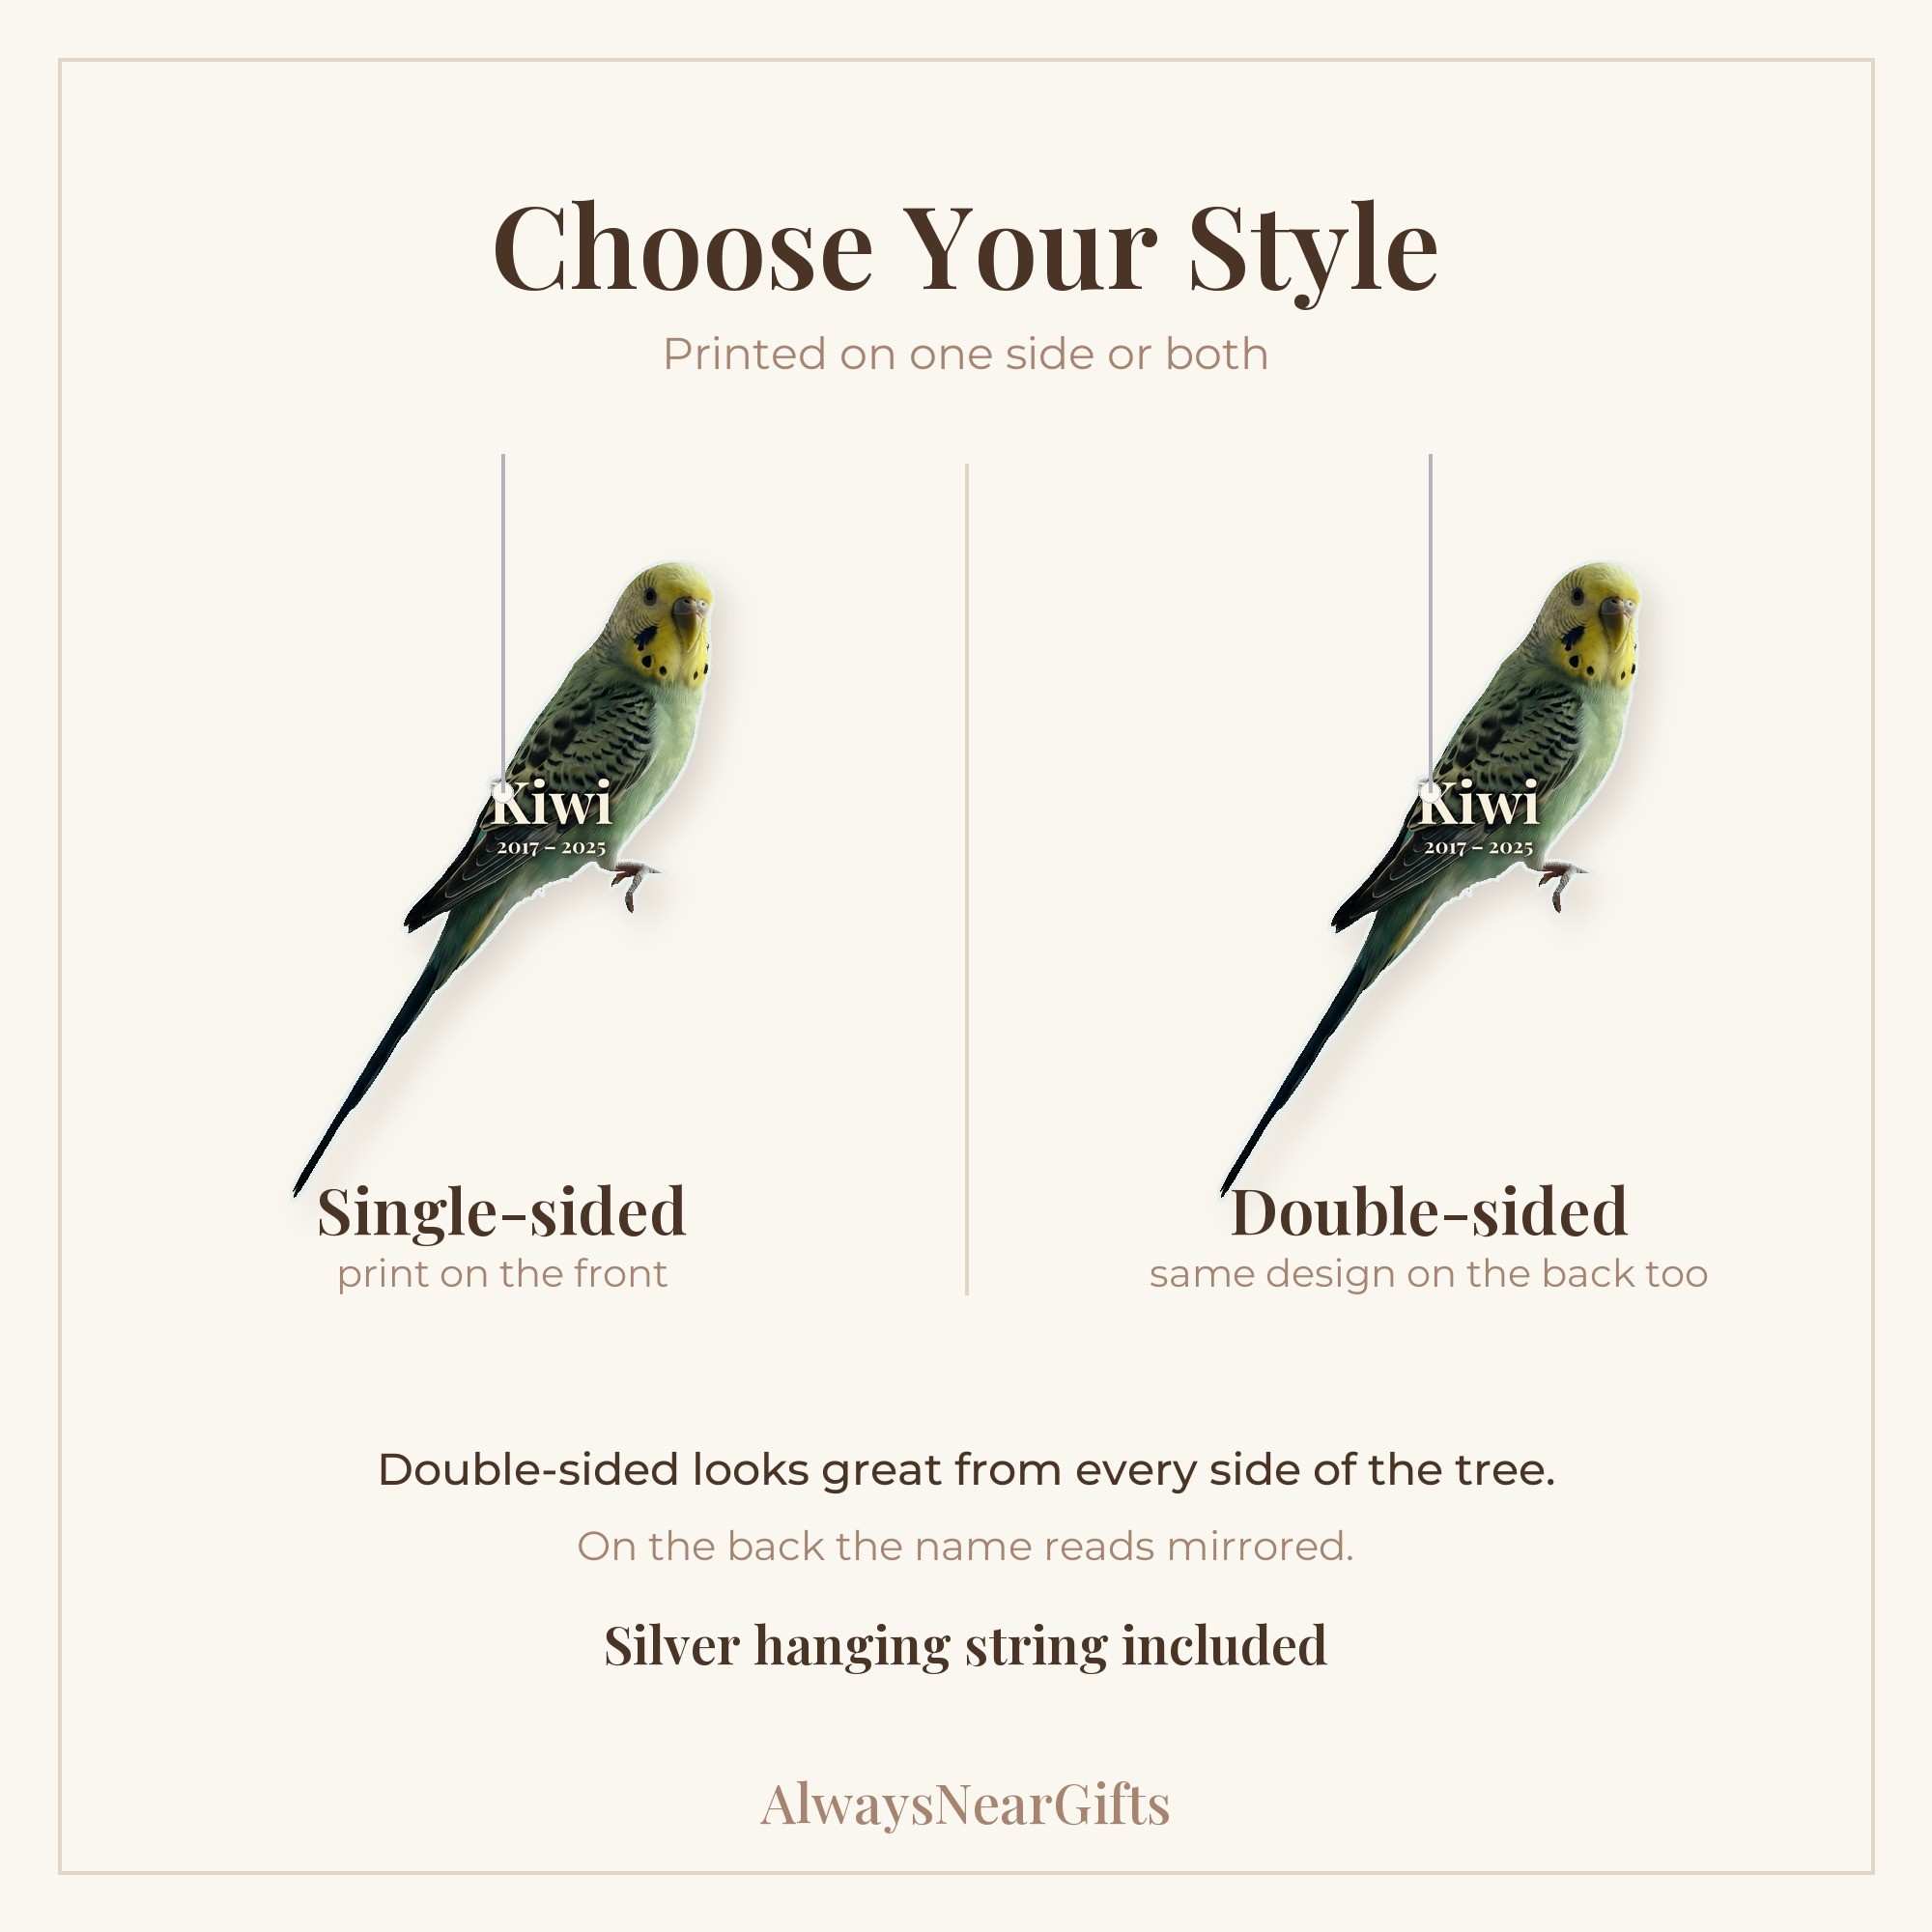 Choose Your Style
Printed on one side or both
Kiwi
2017 – 2025
Kiwi
2017 – 2025
Single-sided
print on the front
Double-sided
same design on the back too
Double-sided looks great from every side of the tree.
On the back the name reads mirrored.
Silver hanging string included
AlwaysNearGifts